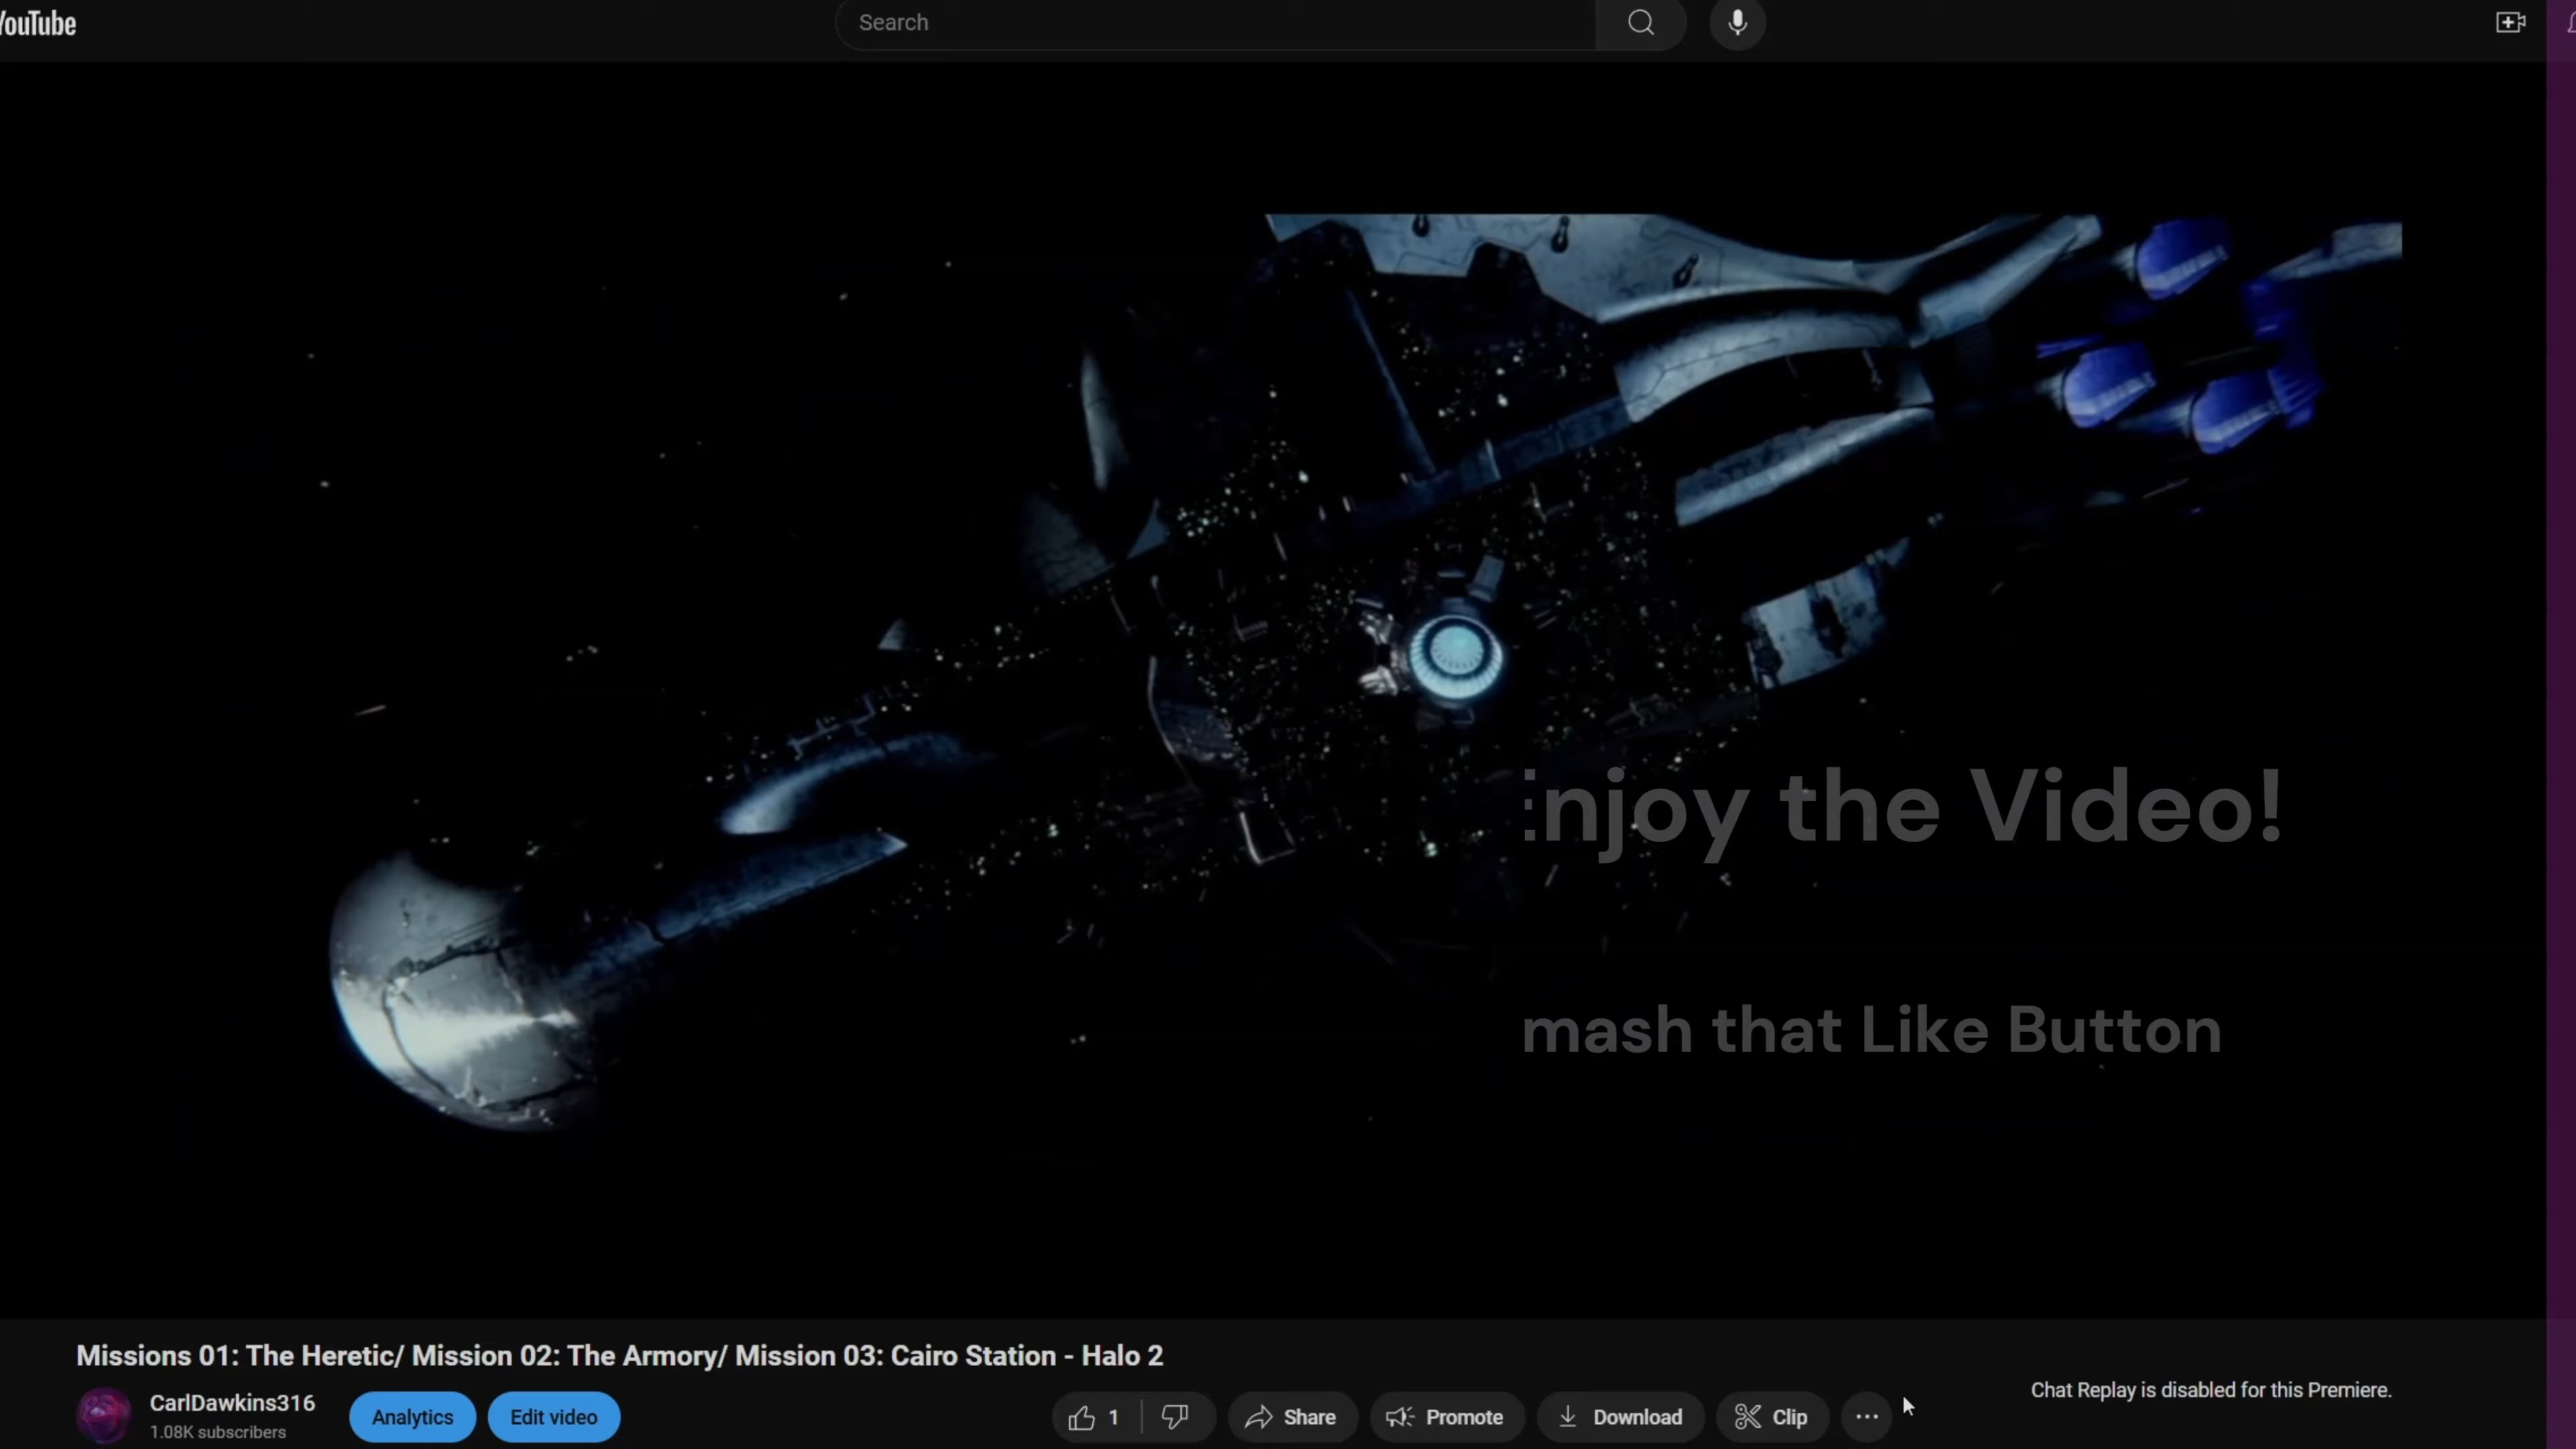 YouTube
Search
Enjoy the Video!
mash that Like Button
Missions 01: The Heretic/ Mission 02: The Armory/ Mission 03: Cairo Station - Halo 2
CarlDawkins316
1.08K subscribers
Analytics
Edit video
1
Share
Promote
Download
Clip
Chat Replay is disabled for this Premiere.